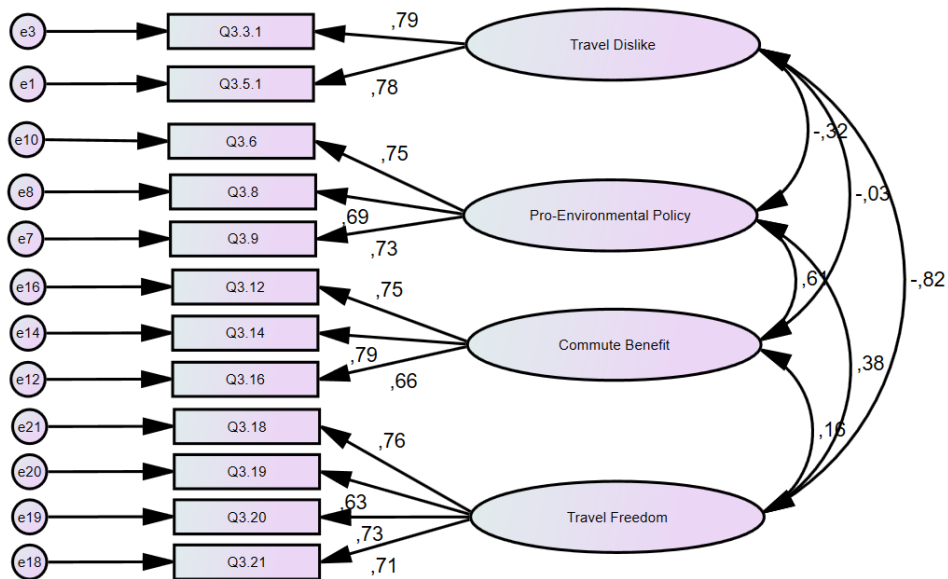 e3 Q3.3.1 ,79 Travel Dislike
e1 Q3.5.1 ,78
e10 Q3.6 ,75 -,32
e8 Q3.8 ,69 Pro-Environmental Policy -,03
e7 Q3.9 ,73
e16 Q3.12 ,75 ,61 -,82
e14 Q3.14 ,79 Commute Benefit
e12 Q3.16 ,66 ,38
e21 Q3.18 ,76 ,16
e20 Q3.19 ,63
e19 Q3.20 ,73 Travel Freedom
e18 Q3.21 ,71